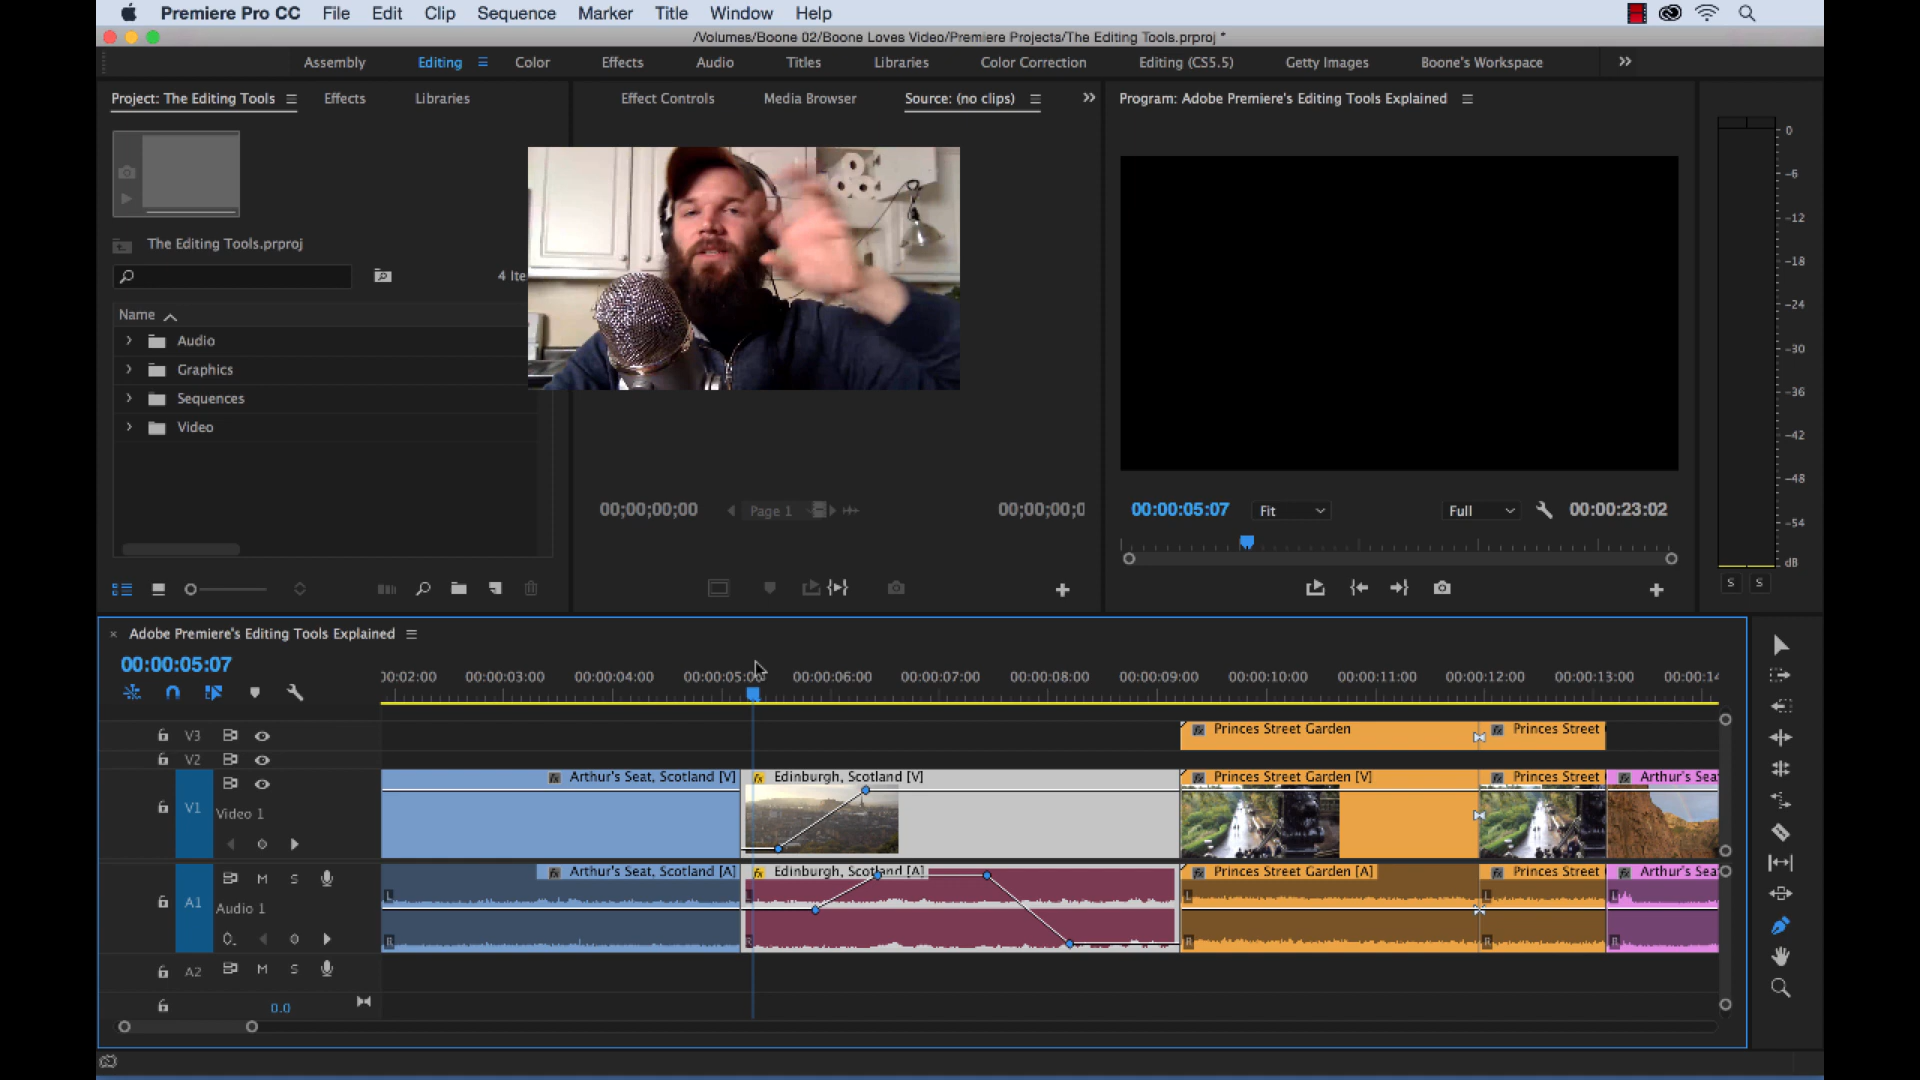 Premiere Pro CC File Edit Clip Sequence Marker Title Window Help
/Volumes/Boone 02/Boone Loves Video/Premiere Projects/The Editing Tools.prproj *
Assembly Editing Color Effects Audio Titles Libraries Color Correction Editing (CS5.5) Getty Images Boone's Workspace
Project: The Editing Tools Effects Libraries Effect Controls Media Browser Source: (no clips) Program: Adobe Premiere's Editing Tools Explained
0
-6
-12
-18
-24
-30
-36
-42
-48
-54
dB
S S
The Editing Tools.prproj
4 Ite
Name
Audio
Graphics
Sequences
Video
00;00;00;00 Page 1 00;00;00;0
00:00:05:07 Fit Full 00:00:23:02
Adobe Premiere's Editing Tools Explained
00:00:05:07
00:02:00 00:00:03:00 00:00:04:00 00:00:05:00 00:00:06:00 00:00:07:00 00:00:08:00 00:00:09:00 00:00:10:00 00:00:11:00 00:00:12:00 00:00:13:00 00:00:14
V3 Princes Street Garden Princes Street
V2
V1 Video 1 Arthur's Seat, Scotland [V] Edinburgh, Scotland [V] Princes Street Garden [V] Princes Street Arthur's Sea
A1 Audio 1 M S Arthur's Seat, Scotland [A] Edinburgh, Scotland [A] Princes Street Garden [A] Princes Street Arthur's Sea
L L L L L
R R R R R
A2 M S
0.0